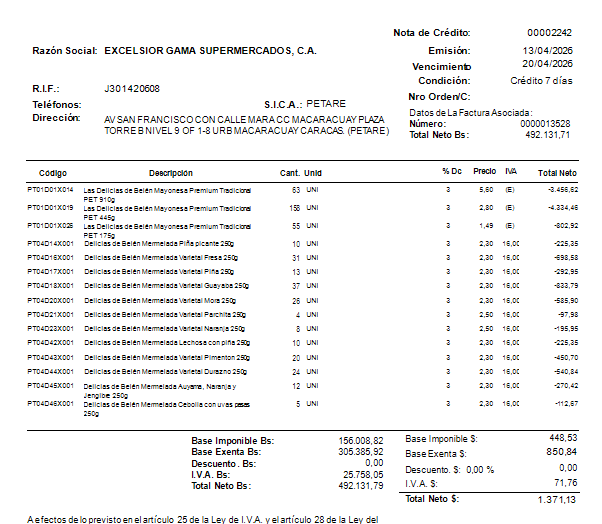 Nota de Crédito: 00002242
Razón Social: EXCELSIOR GAMA SUPERMERCADOS, C.A.
Emisión: 13/04/2026
Vencimiento 20/04/2026
Condición: Crédito 7 días
R.I.F.: J301420608
Nro Orden/C:
Teléfonos: S.I.C.A.: PETARE
Dirección: AV SAN FRANCISCO CON CALLE MARA CC MACARACUAY PLAZA
TORRE B NIVEL 9 OF 1-8 URB MACARACUAY CARACAS. (PETARE)
Datos de La Factura Asociada:
Número: 0000013528
Total Neto Bs: 492.131,71
Código Descripción Cant. Unid % Dc Precio IVA Total Neto
PT01D01X014 Las Delicias de Belén Mayonesa Premium Tradicional PET 910g 63 UNI 3 5,60 (E) -3.456,62
PT01D01X019 Las Delicias de Belén Mayonesa Premium Tradicional PET 445g 158 UNI 3 2,80 (E) -4.334,46
PT01D01X026 Las Delicias de Belén Mayonesa Premium Tradicional PET 175g 55 UNI 3 1,49 (E) -802,92
PT04D14X001 Delicias de Belén Mermelada Piña picante 250g 10 UNI 3 2,30 16,00 -225,35
PT04D16X001 Delicias de Belén Mermelada Varietal Fresa 250g 31 UNI 3 2,30 16,00 -698,58
PT04D17X001 Delicias de Belén Mermelada Varietal Piña 250g 13 UNI 3 2,30 16,00 -292,95
PT04D18X001 Delicias de Belén Mermelada Varietal Guayaba 250g 37 UNI 3 2,30 16,00 -833,79
PT04D20X001 Delicias de Belén Mermelada Varietal Mora 250g 26 UNI 3 2,30 16,00 -585,90
PT04D21X001 Delicias de Belén Mermelada Varietal Parchita 250g 4 UNI 3 2,50 16,00 -97,98
PT04D23X001 Delicias de Belén Mermelada Varietal Naranja 250g 8 UNI 3 2,50 16,00 -195,95
PT04D42X001 Delicias de Belén Mermelada Lechosa con piña 250g 10 UNI 3 2,30 16,00 -225,35
PT04D43X001 Delicias de Belén Mermelada Varietal Pimenton 250g 20 UNI 3 2,30 16,00 -450,70
PT04D44X001 Delicias de Belén Mermelada Varietal Durazno 250g 24 UNI 3 2,30 16,00 -540,84
PT04D45X001 Delicias de Belén Mermelada Auyama, Naranja y Jengibre 250g 12 UNI 3 2,30 16,00 -270,42
PT04D46X001 Delicias de Belén Mermelada Cebolla con uvas pasas 250g 5 UNI 3 2,30 16,00 -112,67
Base Imponible Bs: 156.008,82 Base Imponible $: 448,53
Base Exenta Bs: 305.385,92 Base Exenta $: 850,84
Descuento. Bs: 0,00 Descuento. $: 0,00 % 0,00
I.V.A. Bs: 25.758,05 I.V.A. $: 71,76
Total Neto Bs: 492.131,79 Total Neto $: 1.371,13
A efectos de lo previsto en el artículo 25 de la Ley de I.V.A. y el artículo 28 de la Ley del